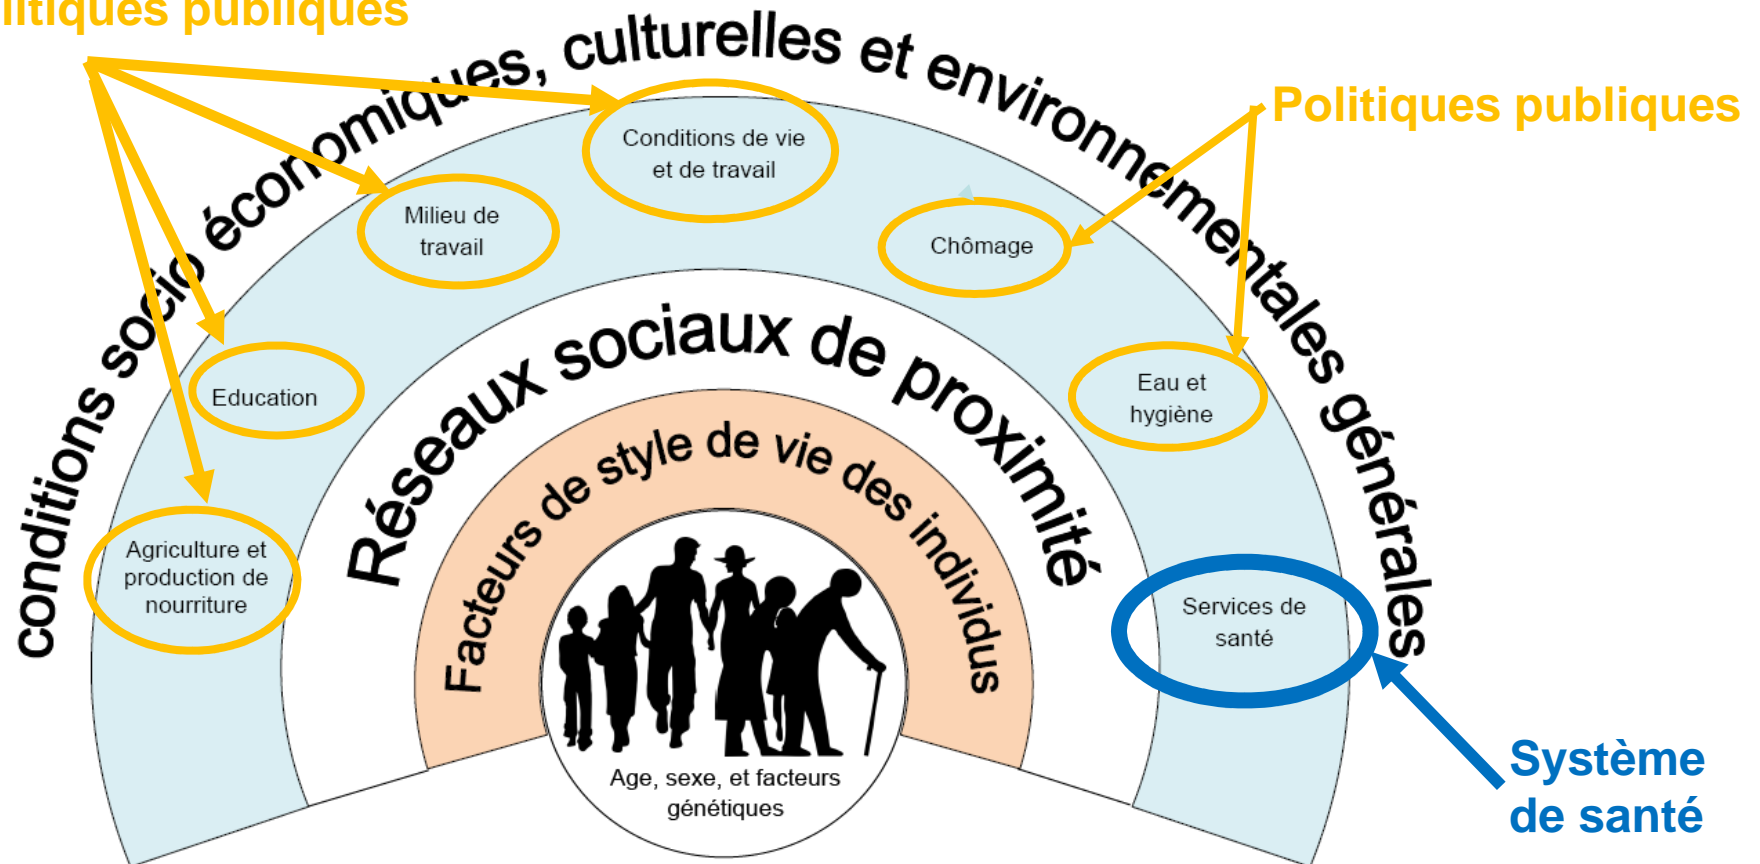 litiques publiques
conditions socio économiques, culturelles et environnementales générales
Politiques publiques
Conditions de vie
et de travail
Milieu de
travail
Chômage
Education
Eau et
hygiène
Agriculture et
production de
nourriture
Services de
santé
Réseaux sociaux de proximité
Facteurs de style de vie des individus
Age, sexe, et facteurs
génétiques
Système
de santé